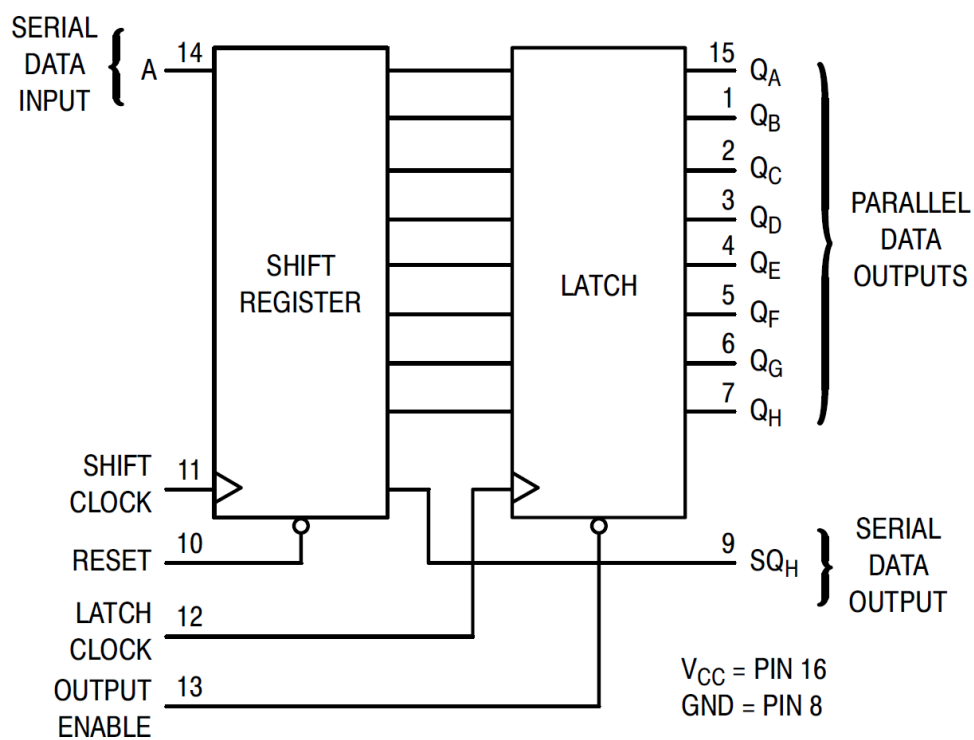 SERIAL
DATA
INPUT
A
14
SHIFT
REGISTER
LATCH
15
QA
1
QB
2
QC
3
QD
4
QE
5
QF
6
QG
7
QH
PARALLEL
DATA
OUTPUTS
SHIFT
CLOCK
11
RESET
10
LATCH
CLOCK
12
OUTPUT
ENABLE
13
9
SQH
SERIAL
DATA
OUTPUT
VCC = PIN 16
GND = PIN 8